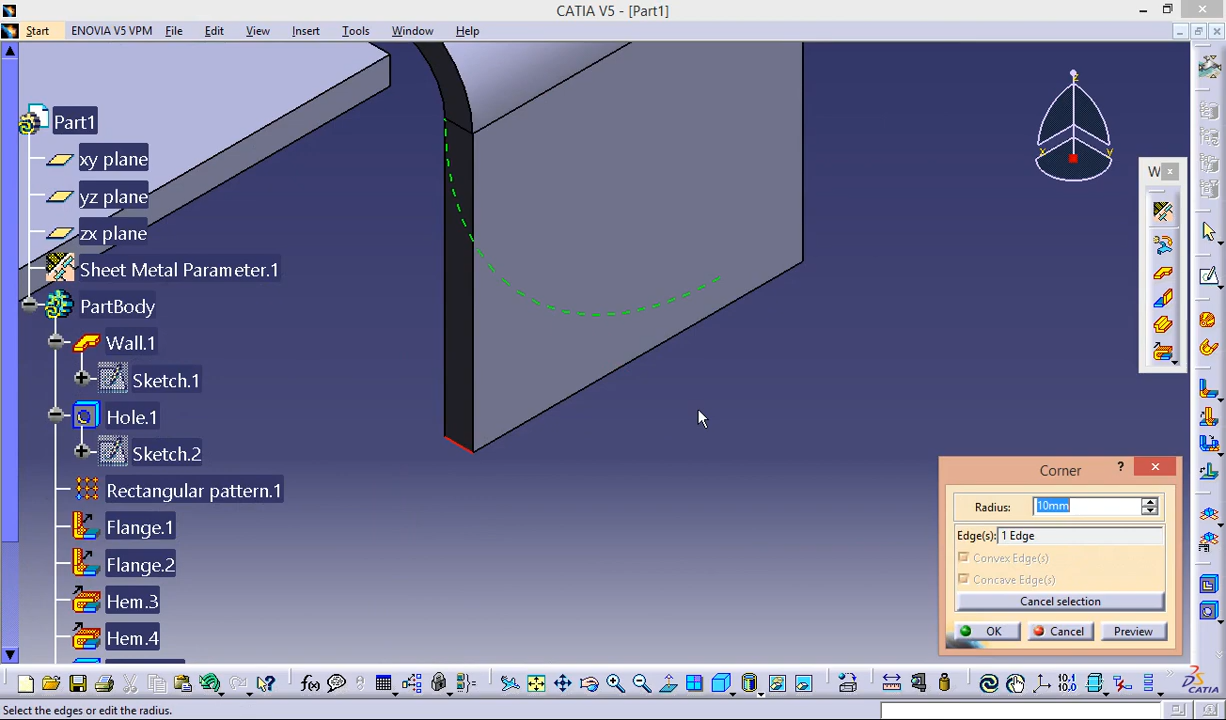 CATIA V5 - [Part1]
Start ENOVIA V5 VPM File Edit View Insert Tools Window Help
z
x y
W...
Part1
xy plane
yz plane
zx plane
Sheet Metal Parameter.1
PartBody
Wall.1
Sketch.1
Hole.1
Sketch.2
Rectangular pattern.1
Flange.1
Flange.2
Hem.3
Hem.4
Corner
Radius: 10mm
Edge(s): 1 Edge
Convex Edge(s)
Concave Edge(s)
Cancel selection
OK Cancel Preview
f(x) 10.1
CATIA
Select the edges or edit the radius.